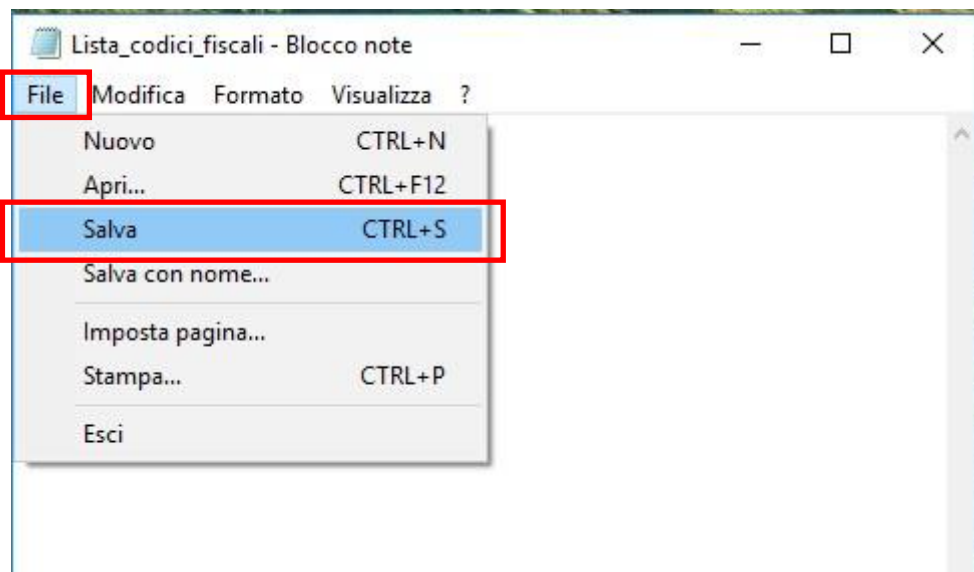 Lista_codici_fiscali - Blocco note
File Modifica Formato Visualizza ?
Nuovo CTRL+N
Apri... CTRL+F12
Salva CTRL+S
Salva con nome...
Imposta pagina...
Stampa... CTRL+P
Esci